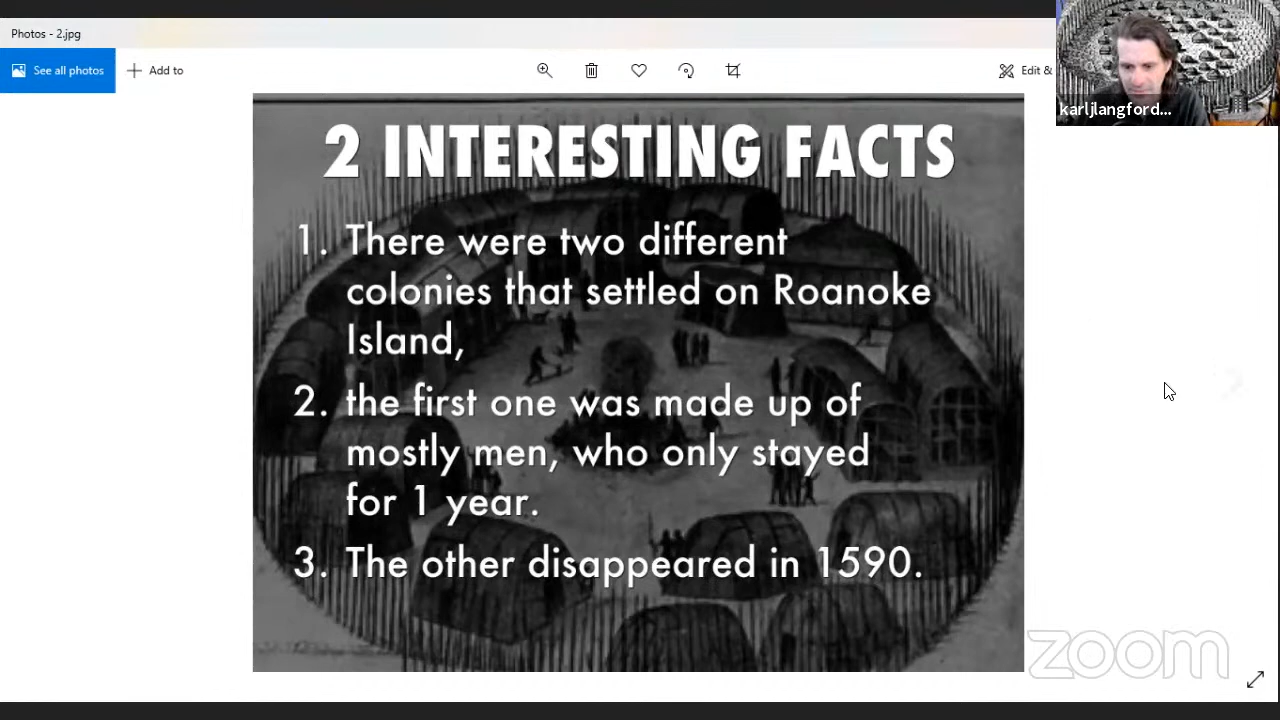 Photos - 2.jpg
See all photos
Add to
Edit &
karljlangford...
2 INTERESTING FACTS
1. There were two different
colonies that settled on Roanoke
Island,
2. the first one was made up of
mostly men, who only stayed
for 1 year.
3. The other disappeared in 1590.
zoom